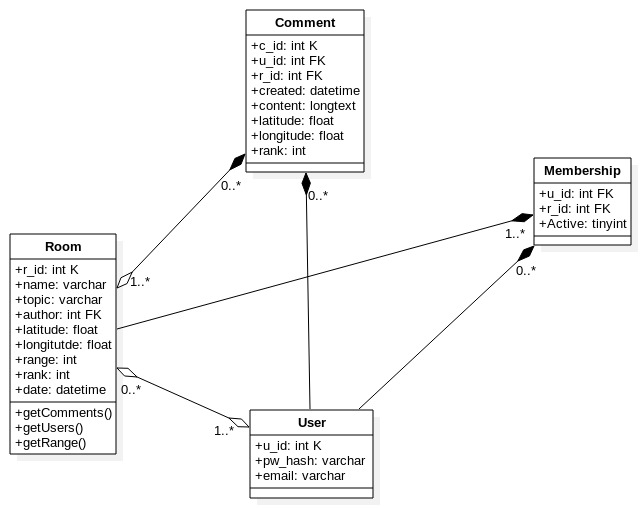 Comment
+c_id: int K
+u_id: int FK
+r_id: int FK
+created: datetime
+content: longtext
+latitude: float
+longitude: float
+rank: int
0..*
0..*
Membership
+u_id: int FK
+r_id: int FK
+Active: tinyint
1..*
0..*
Room
+r_id: int K
+name: varchar
+topic: varchar
+author: int FK
+latitude: float
+longitutde: float
+range: int
+rank: int
+date: datetime
+getComments()
+getUsers()
+getRange()
1..*
0..*
1..*
User
+u_id: int K
+pw_hash: varchar
+email: varchar